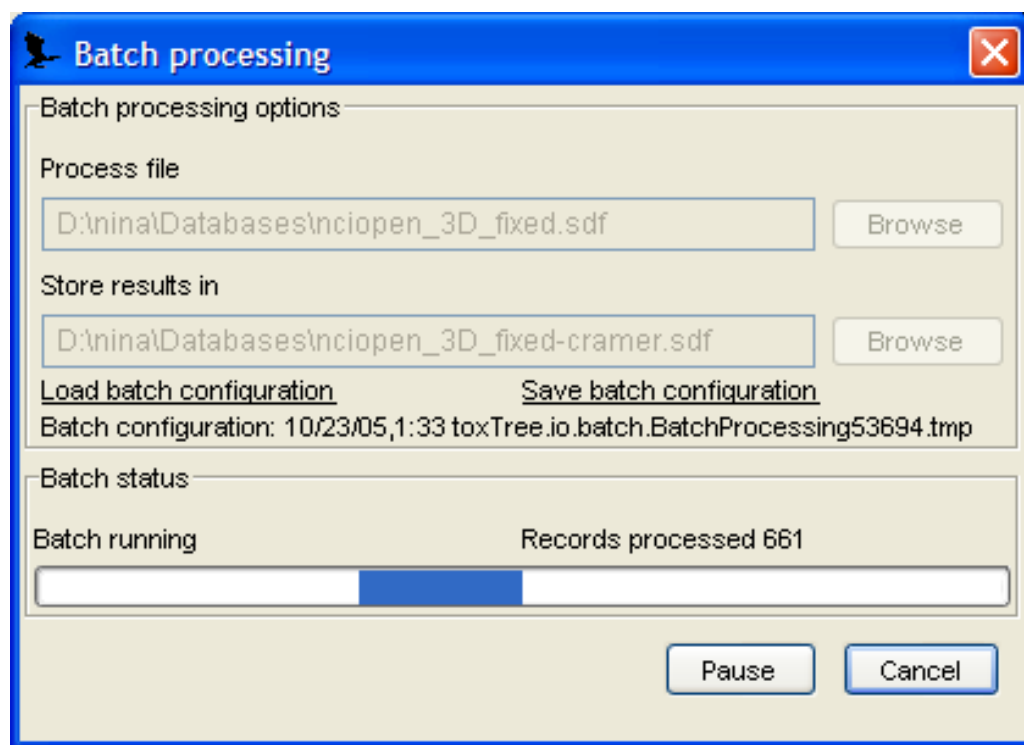 Batch processing
Batch processing options
Process file
D:\nina\Databases\nciopen_3D_fixed.sdf Browse
Store results in
D:\nina\Databases\nciopen_3D_fixed-cramer.sdf Browse
Load batch configuration Save batch configuration
Batch configuration: 10/23/05,1:33 toxTree.io.batch.BatchProcessing53694.tmp
Batch status
Batch running Records processed 661
Pause Cancel